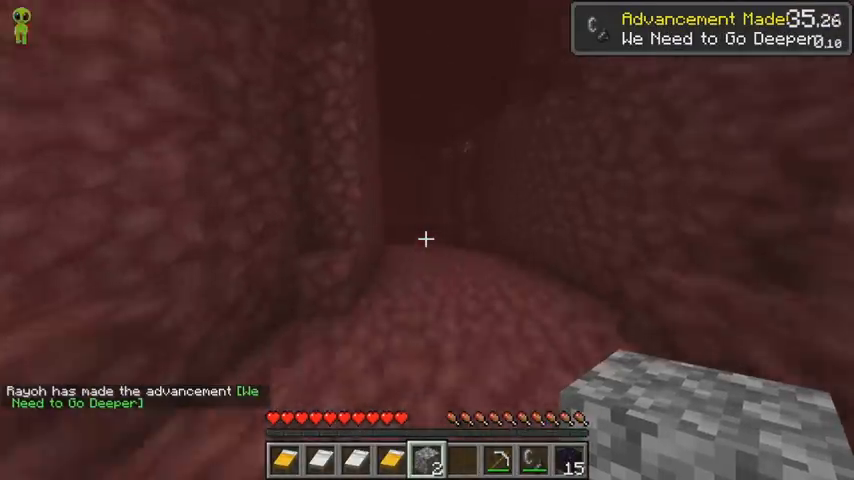 Advancement Made
35.26
We Need to Go Deeper
0.10
Rayoh has made the advancement [We
Need to Go Deeper]
2
15